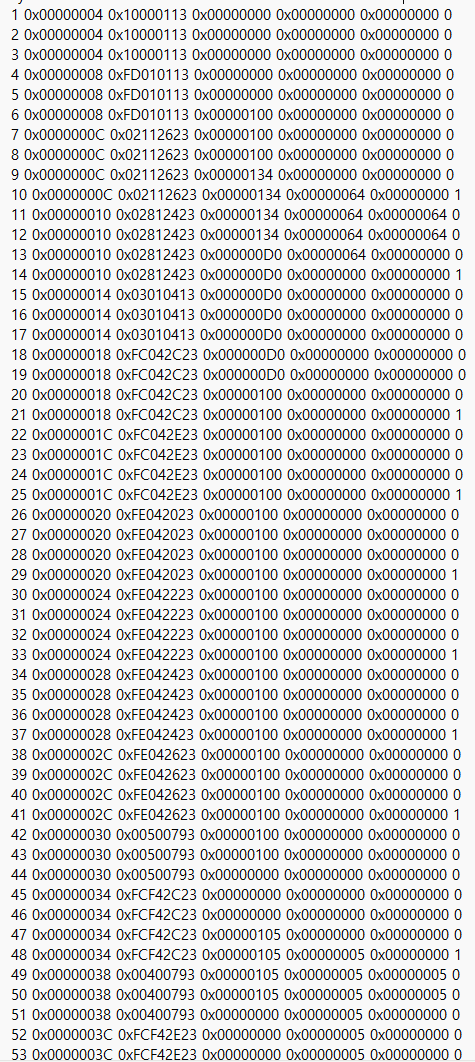 1 0x00000004 0x10000113 0x00000000 0x00000000 0x00000000 0
2 0x00000004 0x10000113 0x00000000 0x00000000 0x00000000 0
3 0x00000004 0x10000113 0x00000000 0x00000000 0x00000000 0
4 0x00000008 0xFD010113 0x00000000 0x00000000 0x00000000 0
5 0x00000008 0xFD010113 0x00000000 0x00000000 0x00000000 0
6 0x00000008 0xFD010113 0x00000100 0x00000000 0x00000000 0
7 0x0000000C 0x02112623 0x00000100 0x00000000 0x00000000 0
8 0x0000000C 0x02112623 0x00000100 0x00000000 0x00000000 0
9 0x0000000C 0x02112623 0x00000134 0x00000000 0x00000000 0
10 0x0000000C 0x02112623 0x00000134 0x00000064 0x00000000 1
11 0x00000010 0x02812423 0x00000134 0x00000064 0x00000064 0
12 0x00000010 0x02812423 0x00000134 0x00000064 0x00000064 0
13 0x00000010 0x02812423 0x000000D0 0x00000064 0x00000000 0
14 0x00000010 0x02812423 0x000000D0 0x00000000 0x00000000 1
15 0x00000014 0x03010413 0x000000D0 0x00000000 0x00000000 0
16 0x00000014 0x03010413 0x000000D0 0x00000000 0x00000000 0
17 0x00000014 0x03010413 0x000000D0 0x00000000 0x00000000 0
18 0x00000018 0xFC042C23 0x000000D0 0x00000000 0x00000000 0
19 0x00000018 0xFC042C23 0x000000D0 0x00000000 0x00000000 0
20 0x00000018 0xFC042C23 0x00000100 0x00000000 0x00000000 0
21 0x00000018 0xFC042C23 0x00000100 0x00000000 0x00000000 1
22 0x0000001C 0xFC042E23 0x00000100 0x00000000 0x00000000 0
23 0x0000001C 0xFC042E23 0x00000100 0x00000000 0x00000000 0
24 0x0000001C 0xFC042E23 0x00000100 0x00000000 0x00000000 0
25 0x0000001C 0xFC042E23 0x00000100 0x00000000 0x00000000 1
26 0x00000020 0xFE042023 0x00000100 0x00000000 0x00000000 0
27 0x00000020 0xFE042023 0x00000100 0x00000000 0x00000000 0
28 0x00000020 0xFE042023 0x00000100 0x00000000 0x00000000 0
29 0x00000020 0xFE042023 0x00000100 0x00000000 0x00000000 1
30 0x00000024 0xFE042223 0x00000100 0x00000000 0x00000000 0
31 0x00000024 0xFE042223 0x00000100 0x00000000 0x00000000 0
32 0x00000024 0xFE042223 0x00000100 0x00000000 0x00000000 0
33 0x00000024 0xFE042223 0x00000100 0x00000000 0x00000000 1
34 0x00000028 0xFE042423 0x00000100 0x00000000 0x00000000 0
35 0x00000028 0xFE042423 0x00000100 0x00000000 0x00000000 0
36 0x00000028 0xFE042423 0x00000100 0x00000000 0x00000000 0
37 0x00000028 0xFE042423 0x00000100 0x00000000 0x00000000 1
38 0x0000002C 0xFE042623 0x00000100 0x00000000 0x00000000 0
39 0x0000002C 0xFE042623 0x00000100 0x00000000 0x00000000 0
40 0x0000002C 0xFE042623 0x00000100 0x00000000 0x00000000 0
41 0x0000002C 0xFE042623 0x00000100 0x00000000 0x00000000 1
42 0x00000030 0x00500793 0x00000100 0x00000000 0x00000000 0
43 0x00000030 0x00500793 0x00000100 0x00000000 0x00000000 0
44 0x00000030 0x00500793 0x00000000 0x00000000 0x00000000 0
45 0x00000034 0xFCF42C23 0x00000000 0x00000000 0x00000000 0
46 0x00000034 0xFCF42C23 0x00000000 0x00000000 0x00000000 0
47 0x00000034 0xFCF42C23 0x00000105 0x00000000 0x00000000 0
48 0x00000034 0xFCF42C23 0x00000105 0x00000005 0x00000000 1
49 0x00000038 0x00400793 0x00000105 0x00000005 0x00000005 0
50 0x00000038 0x00400793 0x00000105 0x00000005 0x00000005 0
51 0x00000038 0x00400793 0x00000000 0x00000005 0x00000000 0
52 0x0000003C 0xFCF42E23 0x00000000 0x00000005 0x00000000 0
53 0x0000003C 0xFCF42E23 0x00000000 0x00000005 0x00000000 0